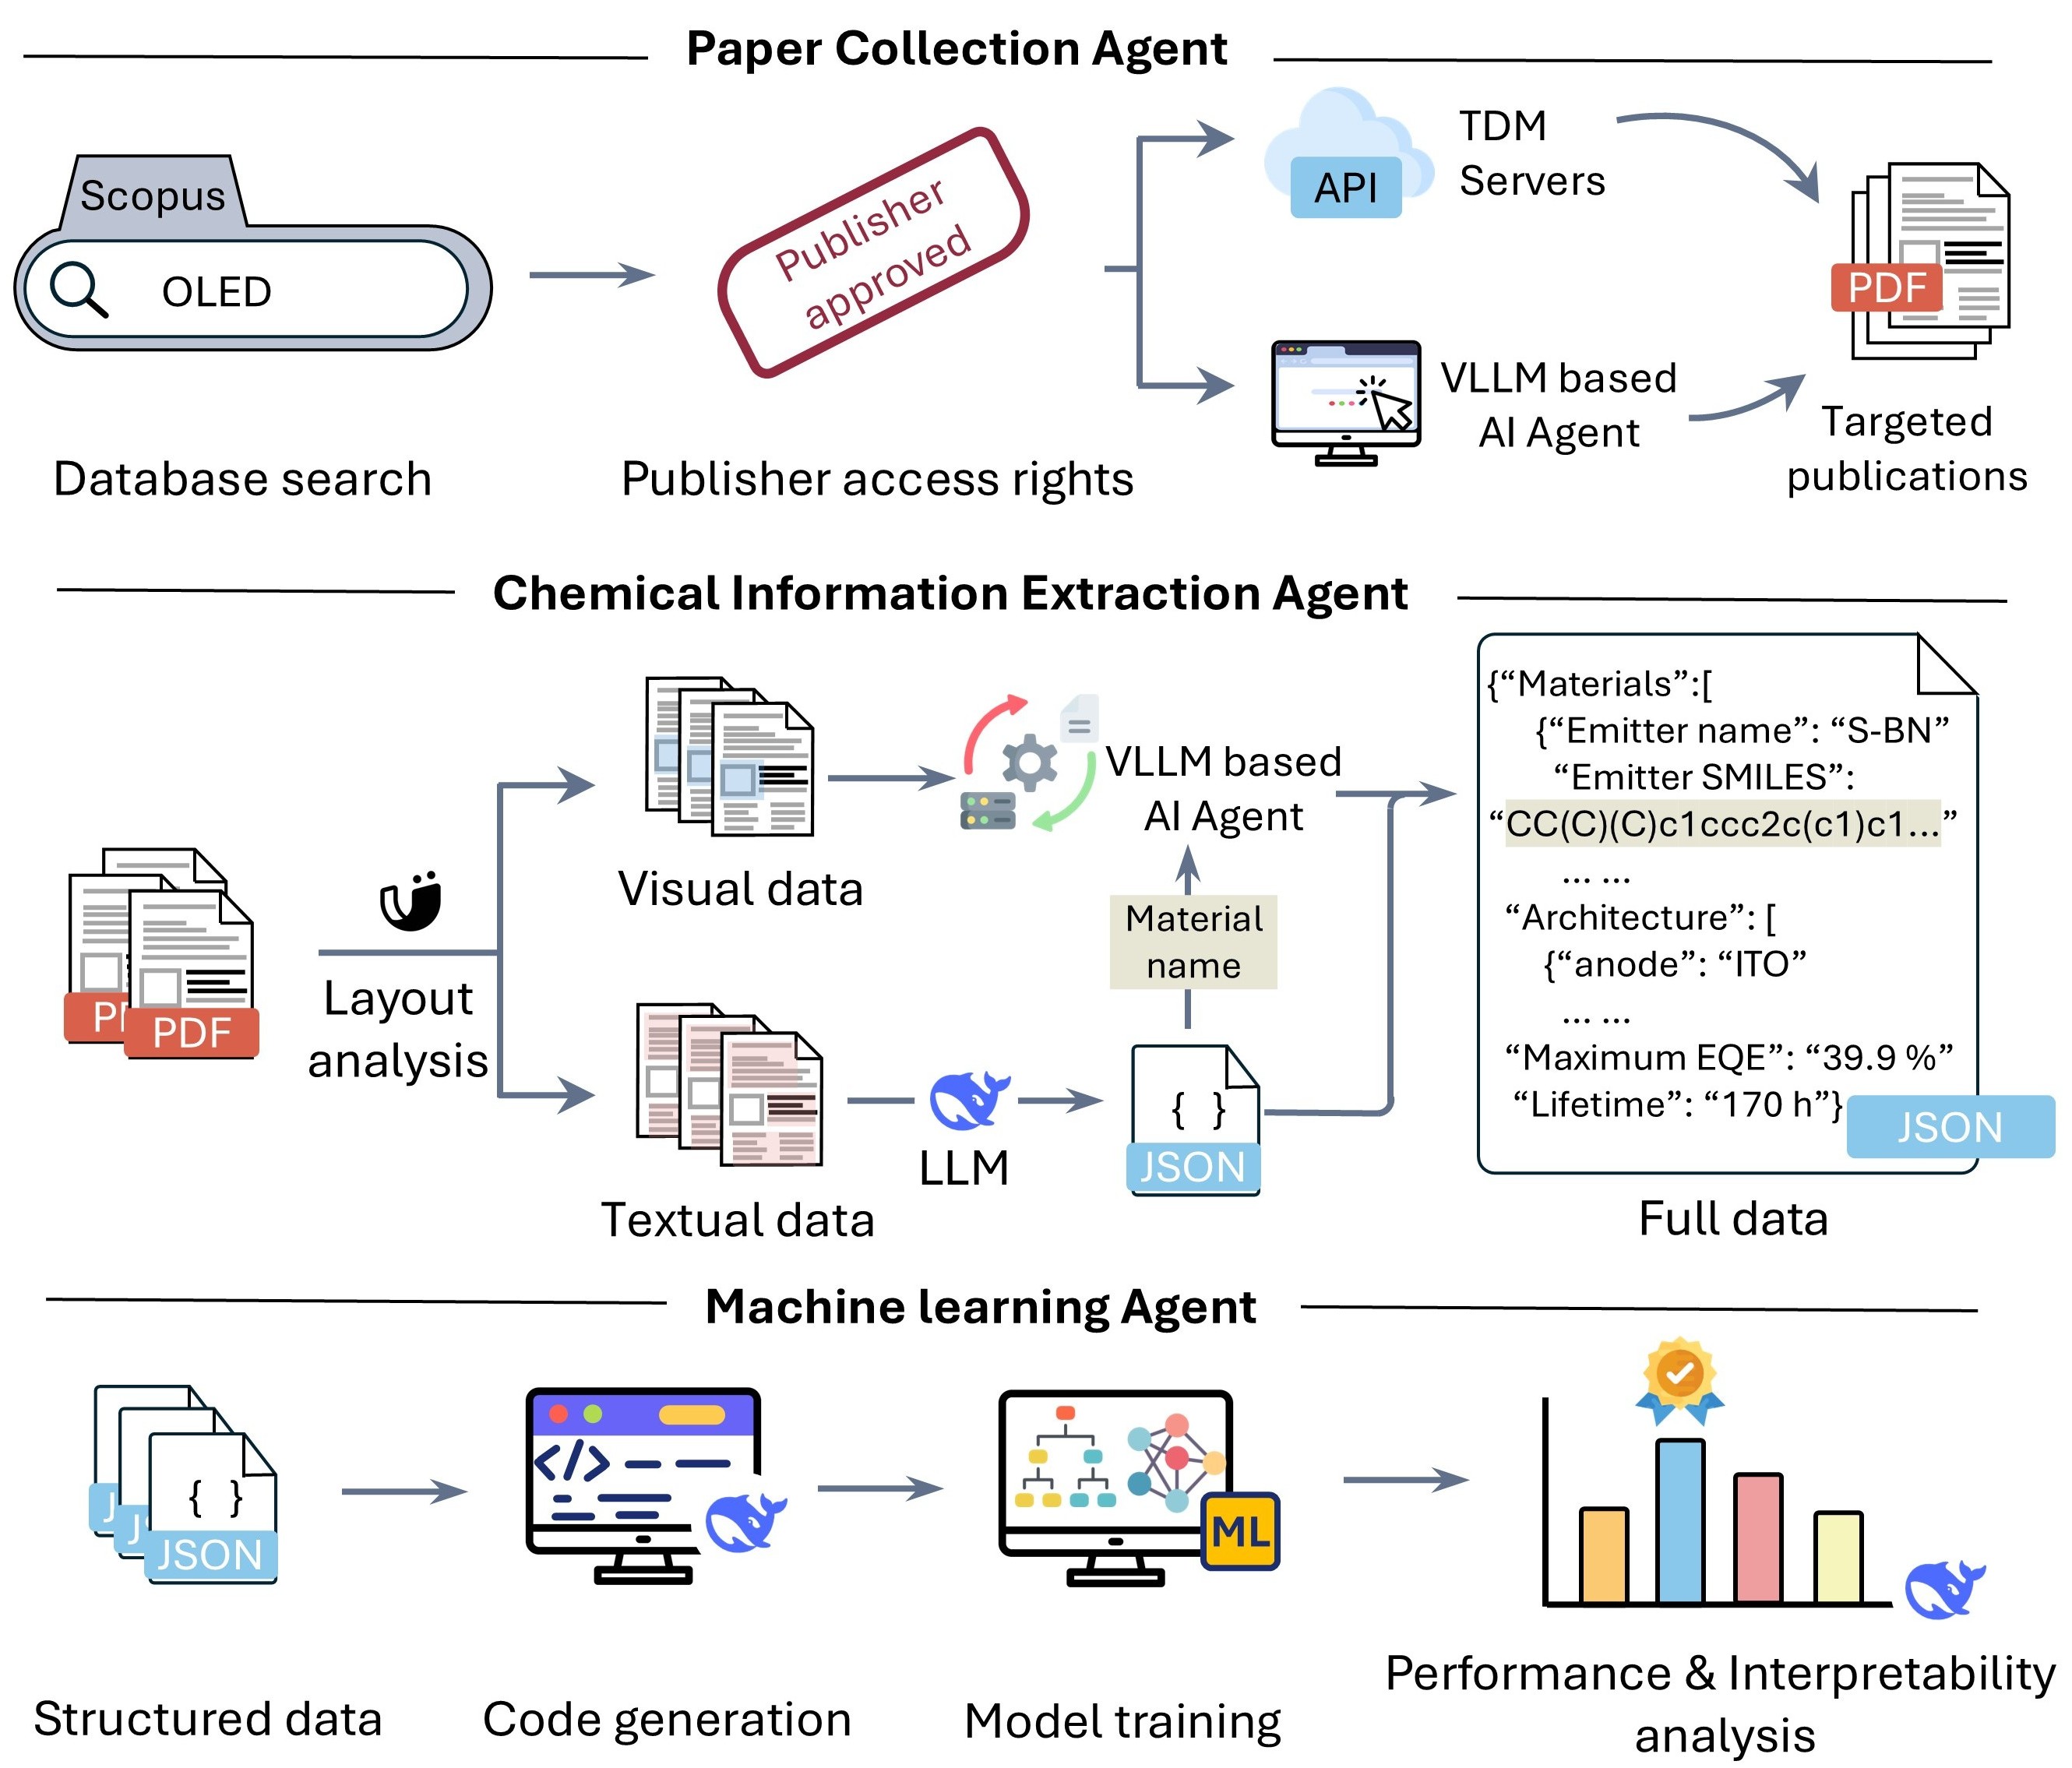 Paper Collection Agent
Scopus
OLED
Database search
Publisher
approved
Publisher access rights
API
TDM
Servers
VLLM based
AI Agent
PDF
Targeted
publications
Chemical Information Extraction Agent
PDF
PDF
Layout
analysis
Visual data
VLLM based
AI Agent
Material
name
Textual data
LLM
{ }
JSON
{“Materials”:[
{“Emitter name”: “S-BN”
“Emitter SMILES”:
“CC(C)(C)c1ccc2c(c1)c1...”
... ...
“Architecture”: [
{“anode”: “ITO”
... ...
“Maximum EQE”: “39.9 %”
“Lifetime”: “170 h”}
JSON
Full data
Machine learning Agent
J
J
{ }
JSON
Structured data
</>
Code generation
ML
Model training
Performance & Interpretability
analysis